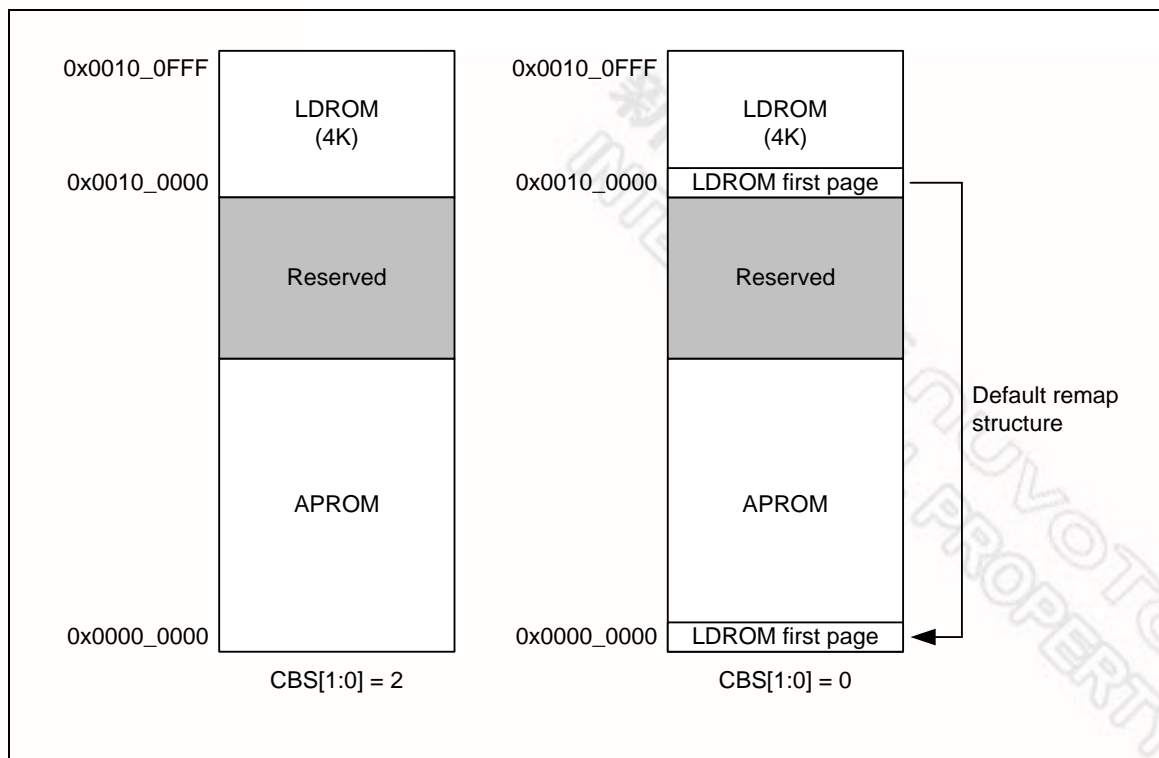 0x0010_0FFF
LDROM
(4K)
0x0010_0000
Reserved
APROM
0x0000_0000
CBS[1:0] = 2
0x0010_0FFF
LDROM
(4K)
0x0010_0000
LDROM first page
Reserved
Default remap
structure
APROM
0x0000_0000
LDROM first page
CBS[1:0] = 0